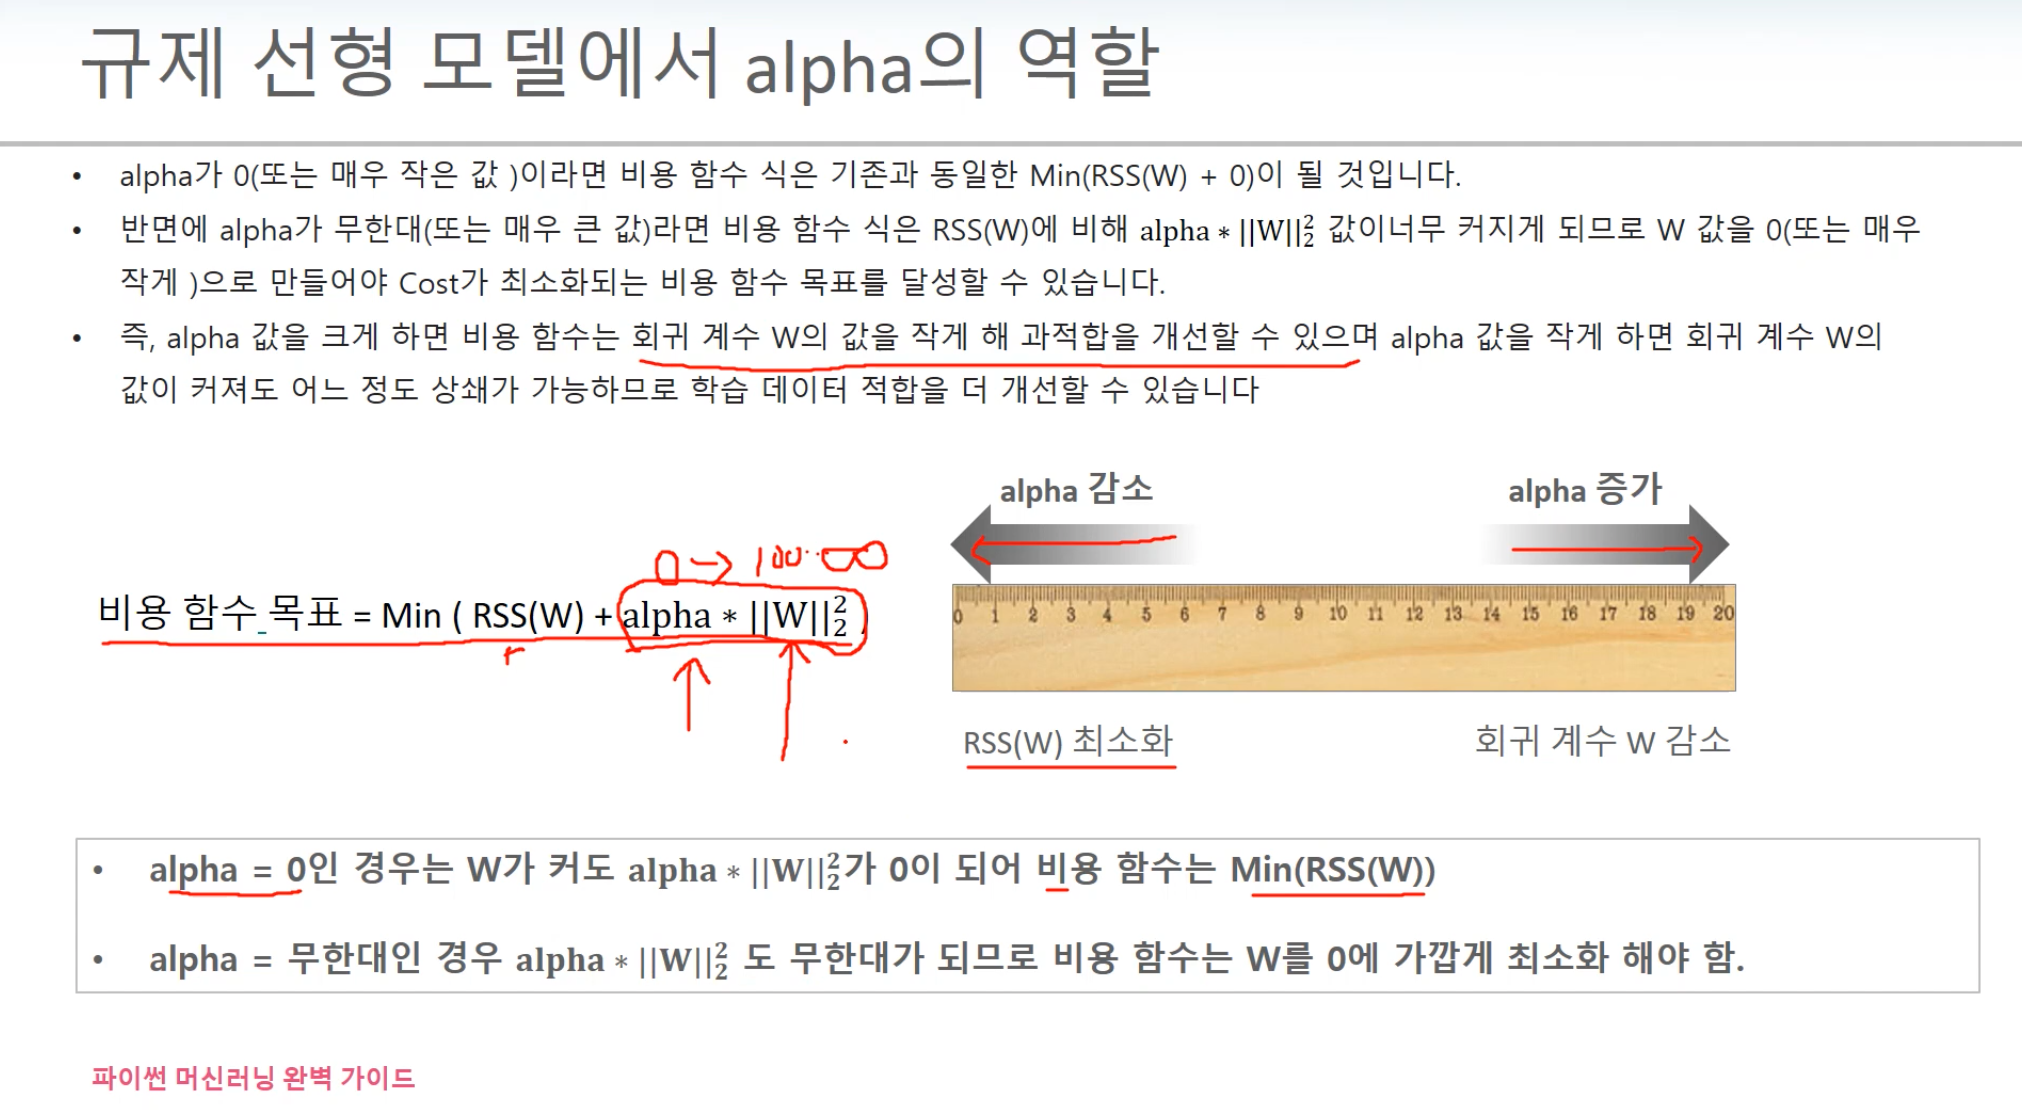 규제 선형 모델에서 alpha의 역할
• alpha가 0(또는 매우 작은 값 )이라면 비용 함수 식은 기존과 동일한 Min(RSS(W) + 0)이 될 것입니다.
• 반면에 alpha가 무한대(또는 매우 큰 값)라면 비용 함수 식은 RSS(W)에 비해 alpha * ||W||₂² 값이너무 커지게 되므로 W 값을 0(또는 매우
작게 )으로 만들어야 Cost가 최소화되는 비용 함수 목표를 달성할 수 있습니다.
• 즉, alpha 값을 크게 하면 비용 함수는 회귀 계수 W의 값을 작게 해 과적합을 개선할 수 있으며 alpha 값을 작게 하면 회귀 계수 W의
값이 커져도 어느 정도 상쇄가 가능하므로 학습 데이터 적합을 더 개선할 수 있습니다
alpha 감소 alpha 증가
0 → 100..∞
비용 함수 목표 = Min ( RSS(W) + alpha * ||W||₂² )
0 1 2 3 4 5 6 7 8 9 10 11 12 13 14 15 16 17 18 19 20
RSS(W) 최소화 회귀 계수 W 감소
• alpha = 0인 경우는 W가 커도 alpha * ||W||₂²가 0이 되어 비용 함수는 Min(RSS(W))
• alpha = 무한대인 경우 alpha * ||W||₂² 도 무한대가 되므로 비용 함수는 W를 0에 가깝게 최소화 해야 함.
파이썬 머신러닝 완벽 가이드